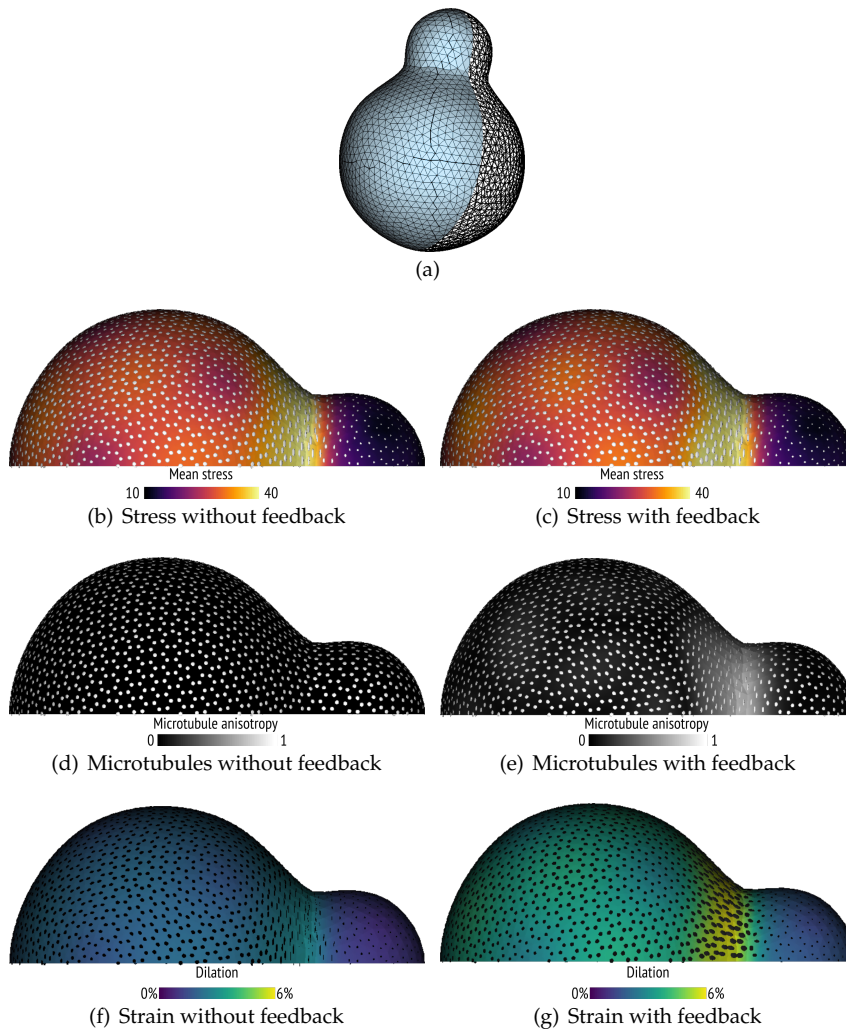 (a)
Mean stress
10 40
(b) Stress without feedback
Mean stress
10 40
(c) Stress with feedback
Microtubule anisotropy
0 1
(d) Microtubules without feedback
Microtubule anisotropy
0 1
(e) Microtubules with feedback
Dilation
0% 6%
(f) Strain without feedback
Dilation
0% 6%
(g) Strain with feedback